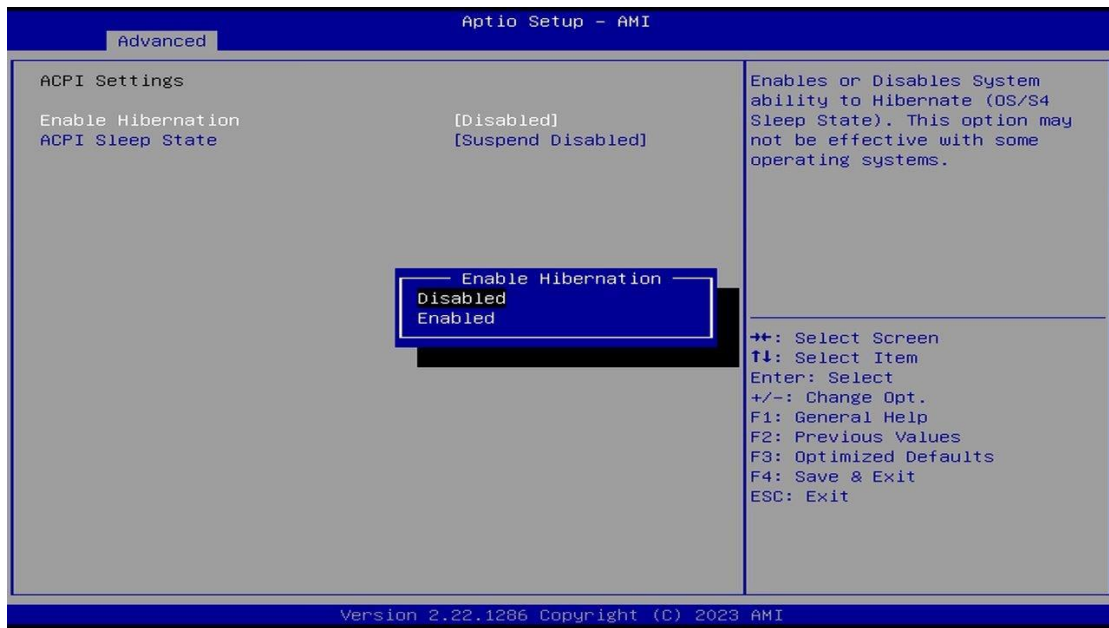 Aptio Setup – AMI
Advanced
ACPI Settings
Enable Hibernation [Disabled]
ACPI Sleep State [Suspend Disabled]
Enables or Disables System
ability to Hibernate (OS/S4
Sleep State). This option may
not be effective with some
operating systems.
Enable Hibernation
Disabled
Enabled
→←: Select Screen
↑↓: Select Item
Enter: Select
+/-: Change Opt.
F1: General Help
F2: Previous Values
F3: Optimized Defaults
F4: Save & Exit
ESC: Exit
Version 2.22.1286 Copyright (C) 2023 AMI